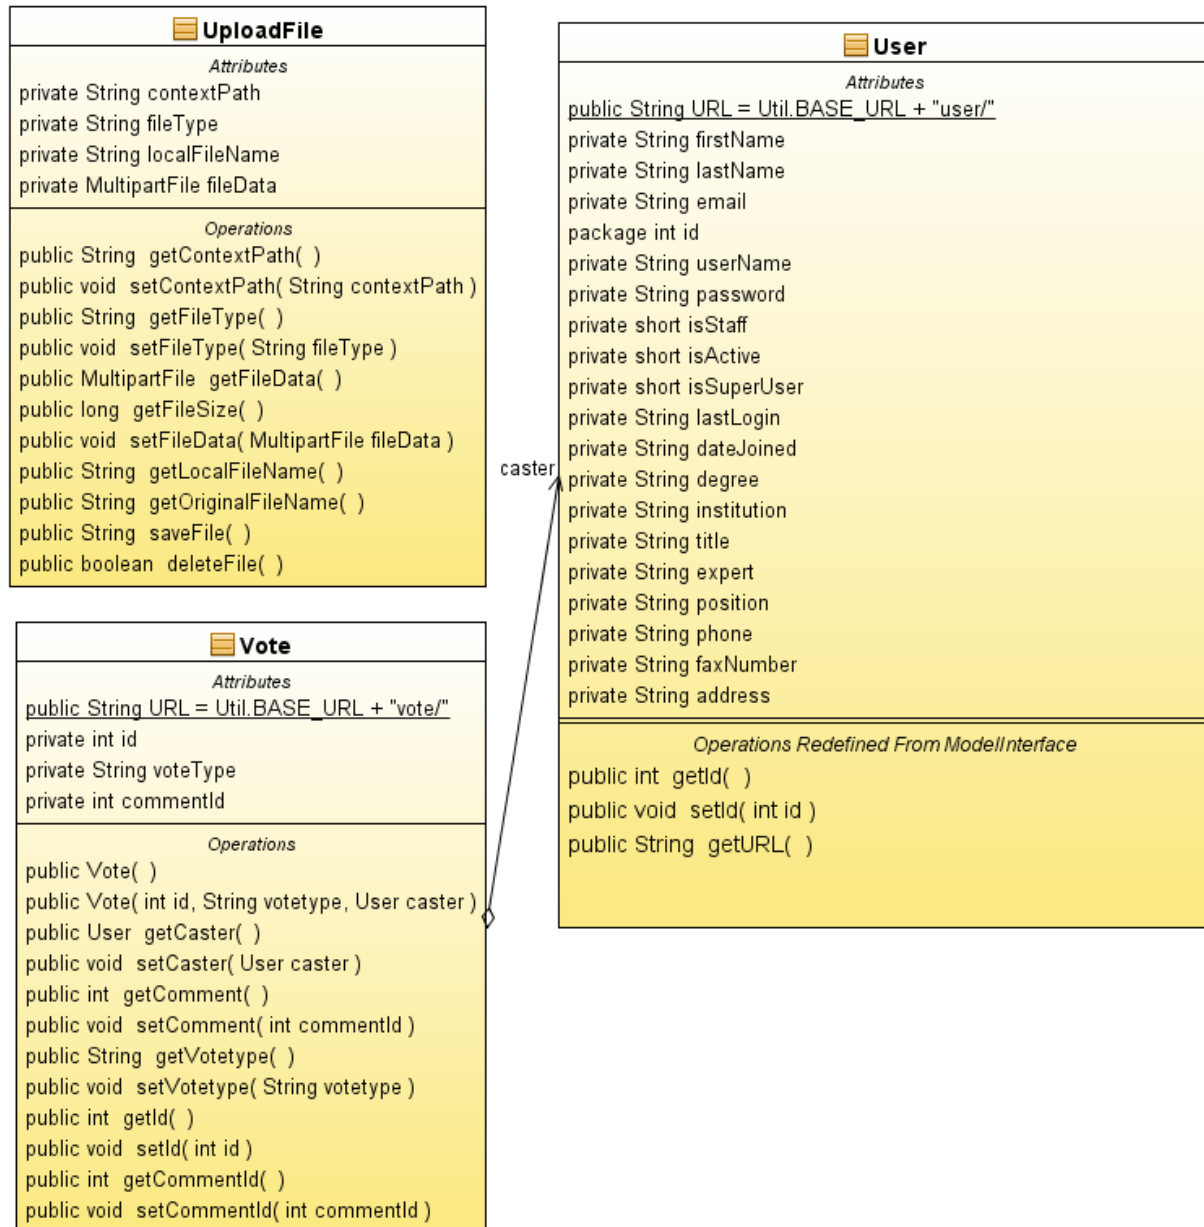 UploadFile
Attributes
private String contextPath
private String fileType
private String localFileName
private MultipartFile fileData
Operations
public String getContextPath( )
public void setContextPath( String contextPath )
public String getFileType( )
public void setFileType( String fileType )
public MultipartFile getFileData( )
public long getFileSize( )
public void setFileData( MultipartFile fileData )
public String getLocalFileName( )
public String getOriginalFileName( )
public String saveFile( )
public boolean deleteFile( )
User
Attributes
public String URL = Util.BASE_URL + "user/"
private String firstName
private String lastName
private String email
package int id
private String userName
private String password
private short isStaff
private short isActive
private short isSuperUser
private String lastLogin
private String dateJoined
private String degree
private String institution
private String title
private String expert
private String position
private String phone
private String faxNumber
private String address
Operations Redefined From ModelInterface
public int getId( )
public void setId( int id )
public String getURL( )
caster
Vote
Attributes
public String URL = Util.BASE_URL + "vote/"
private int id
private String voteType
private int commentId
Operations
public Vote( )
public Vote( int id, String votetype, User caster )
public User getCaster( )
public void setCaster( User caster )
public int getComment( )
public void setComment( int commentId )
public String getVotetype( )
public void setVotetype( String votetype )
public int getId( )
public void setId( int id )
public int getCommentId( )
public void setCommentId( int commentId )